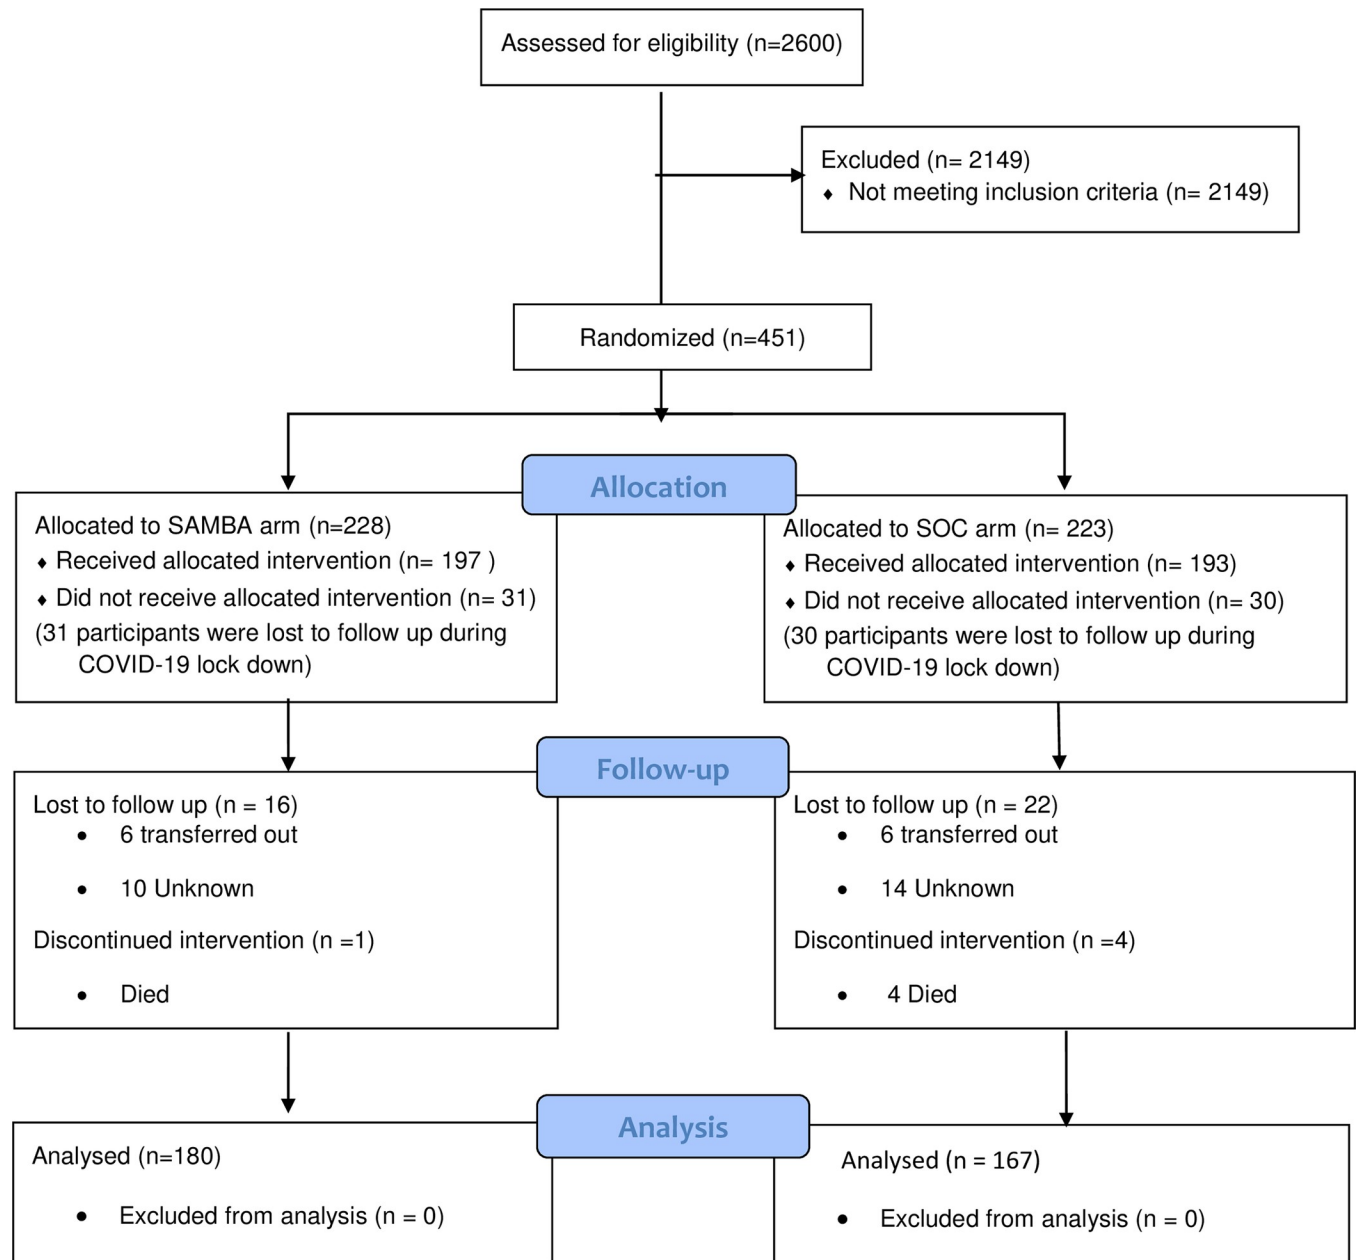 Assessed for eligibility (n=2600)
Excluded (n= 2149)
♦ Not meeting inclusion criteria (n= 2149)
Randomized (n=451)
Allocation
Allocated to SAMBA arm (n=228)
♦ Received allocated intervention (n= 197 )
♦ Did not receive allocated intervention (n= 31)
(31 participants were lost to follow up during
COVID-19 lock down)
Allocated to SOC arm (n= 223)
♦ Received allocated intervention (n= 193)
♦ Did not receive allocated intervention (n= 30)
(30 participants were lost to follow up during
COVID-19 lock down)
Follow-up
Lost to follow up (n = 16)
• 6 transferred out
• 10 Unknown
Discontinued intervention (n =1)
• Died
Lost to follow up (n = 22)
• 6 transferred out
• 14 Unknown
Discontinued intervention (n =4)
• 4 Died
Analysis
Analysed (n=180)
• Excluded from analysis (n = 0)
Analysed (n = 167)
• Excluded from analysis (n = 0)